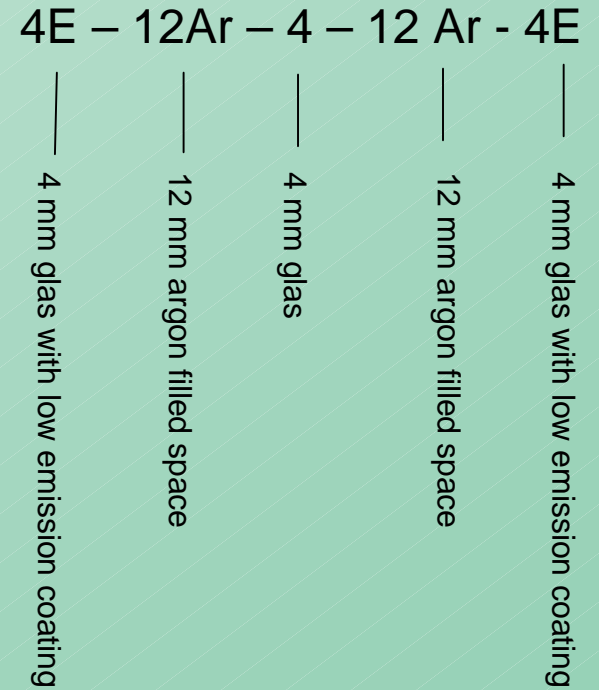 4E – 12Ar – 4 – 12 Ar - 4E
4 mm glas with low emission coating
12 mm argon filled space
4 mm glas
12 mm argon filled space
4 mm glas with low emission coating